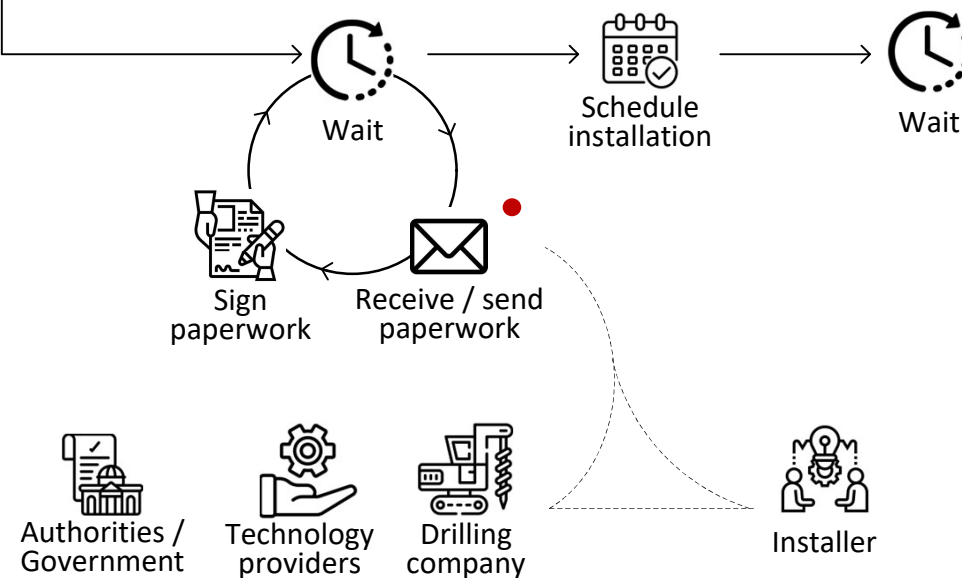 Wait
Schedule
installation
Wait
Sign
paperwork
Receive / send
paperwork
Authorities /
Government
Technology
providers
Drilling
company
Installer